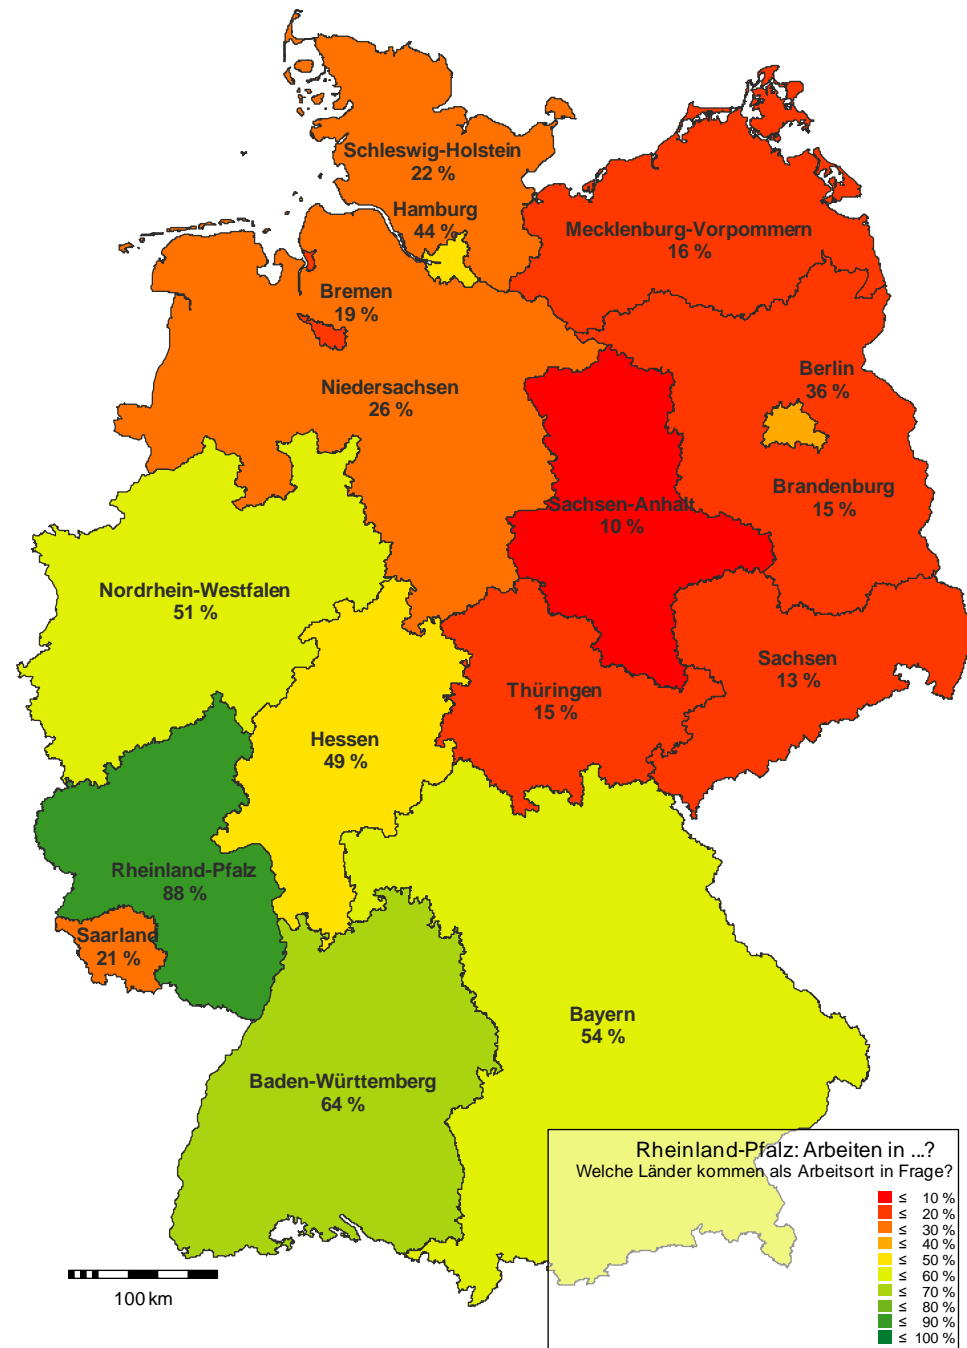 Schleswig-Holstein
22 %
Hamburg
44 %
Mecklenburg-Vorpommern
16 %
Bremen
19 %
Berlin
36 %
Niedersachsen
26 %
Brandenburg
15 %
Sachsen-Anhalt
10 %
Nordrhein-Westfalen
51 %
Sachsen
13 %
Thüringen
15 %
Hessen
49 %
Rheinland-Pfalz
88 %
Saarland
21 %
Bayern
54 %
Baden-Württemberg
64 %
Rheinland-Pfalz: Arbeiten in ...?
Welche Länder kommen als Arbeitsort in Frage?
≤ 10 %
≤ 20 %
≤ 30 %
≤ 40 %
≤ 50 %
≤ 60 %
≤ 70 %
≤ 80 %
≤ 90 %
≤ 100 %
100 km